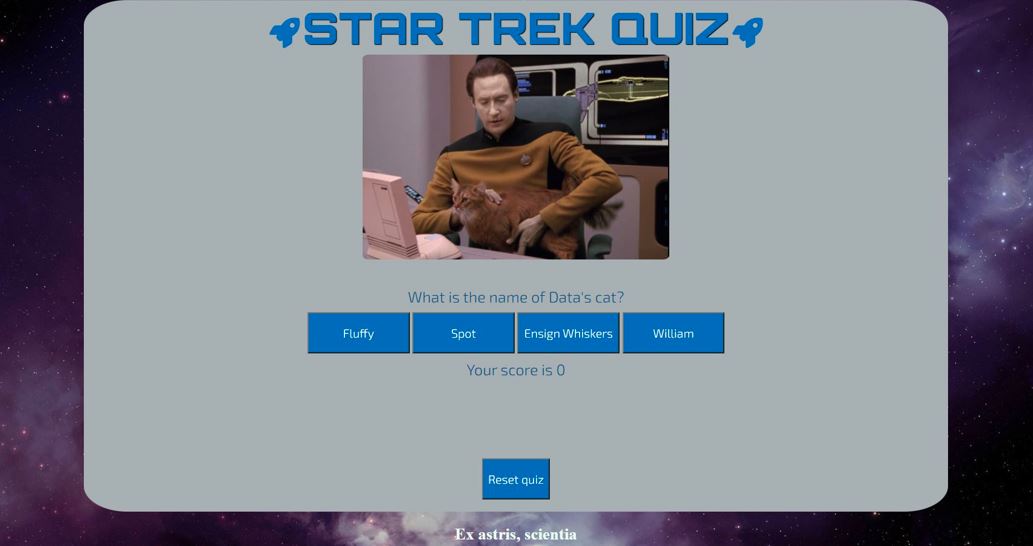 STAR TREK QUIZ
What is the name of Data's cat?
Fluffy
Spot
Ensign Whiskers
William
Your score is 0
Reset quiz
Ex astris, scientia